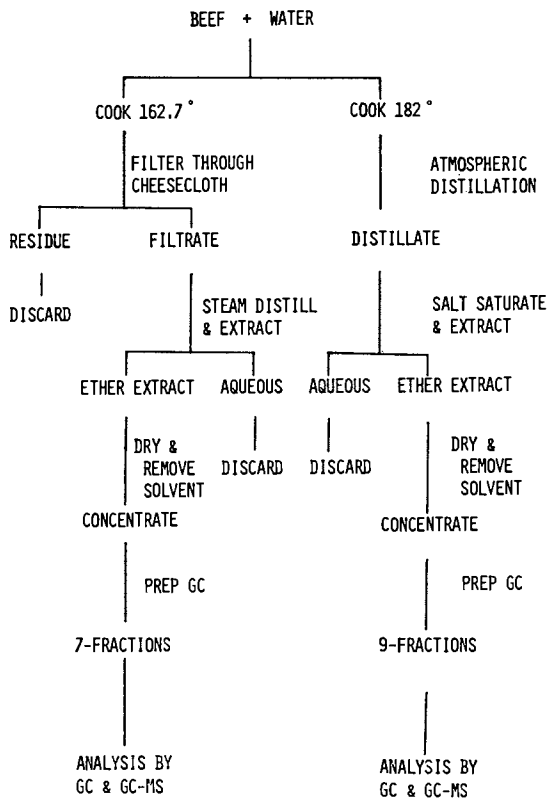 BEEF + WATER
COOK 162.7°
COOK 182°
FILTER THROUGH
CHEESECLOTH
ATMOSPHERIC
DISTILLATION
RESIDUE
FILTRATE
DISTILLATE
DISCARD
STEAM DISTILL
& EXTRACT
SALT SATURATE
& EXTRACT
ETHER EXTRACT
AQUEOUS
AQUEOUS
ETHER EXTRACT
DRY &
REMOVE
SOLVENT
DISCARD
DISCARD
DRY &
REMOVE
SOLVENT
CONCENTRATE
CONCENTRATE
PREP GC
PREP GC
7-FRACTIONS
9-FRACTIONS
ANALYSIS BY
GC & GC-MS
ANALYSIS BY
GC & GC-MS